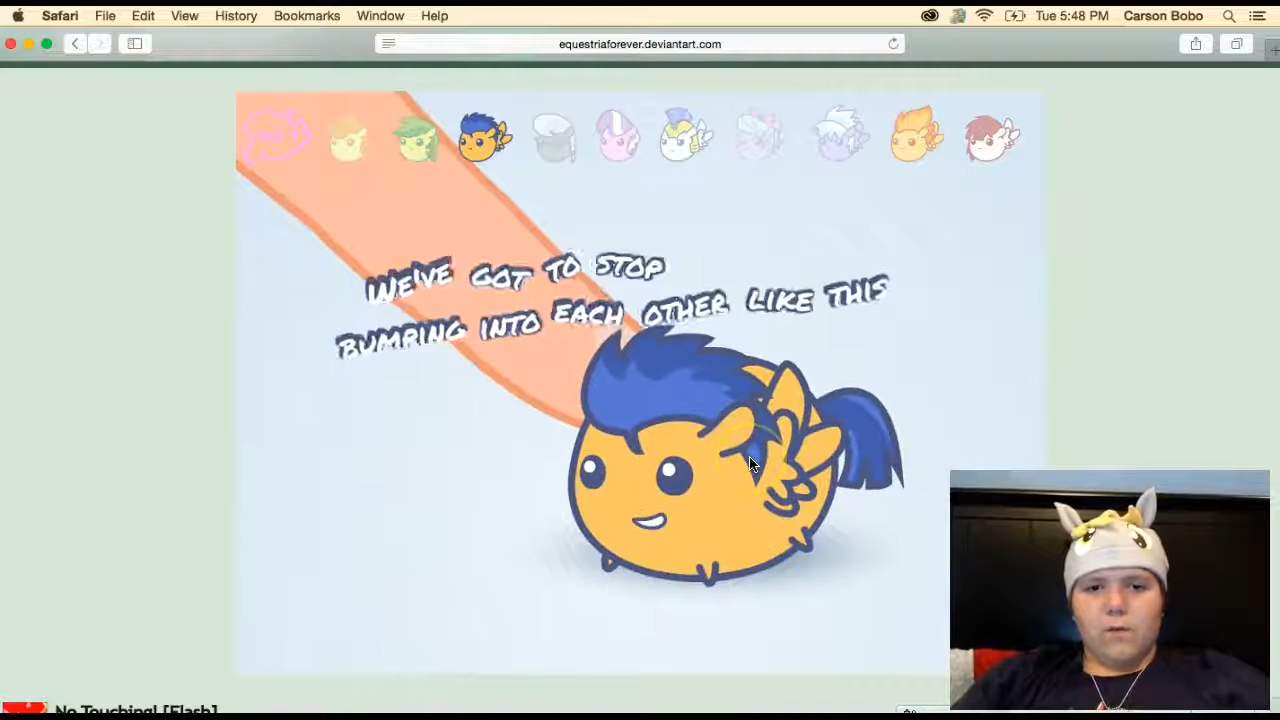 Safari File Edit View History Bookmarks Window Help Tue 5:48 PM Carson Bobo
equestriaforever.deviantart.com
WE'VE GOT TO STOP
BUMPING INTO EACH OTHER LIKE THIS
No Touching! [Flash]